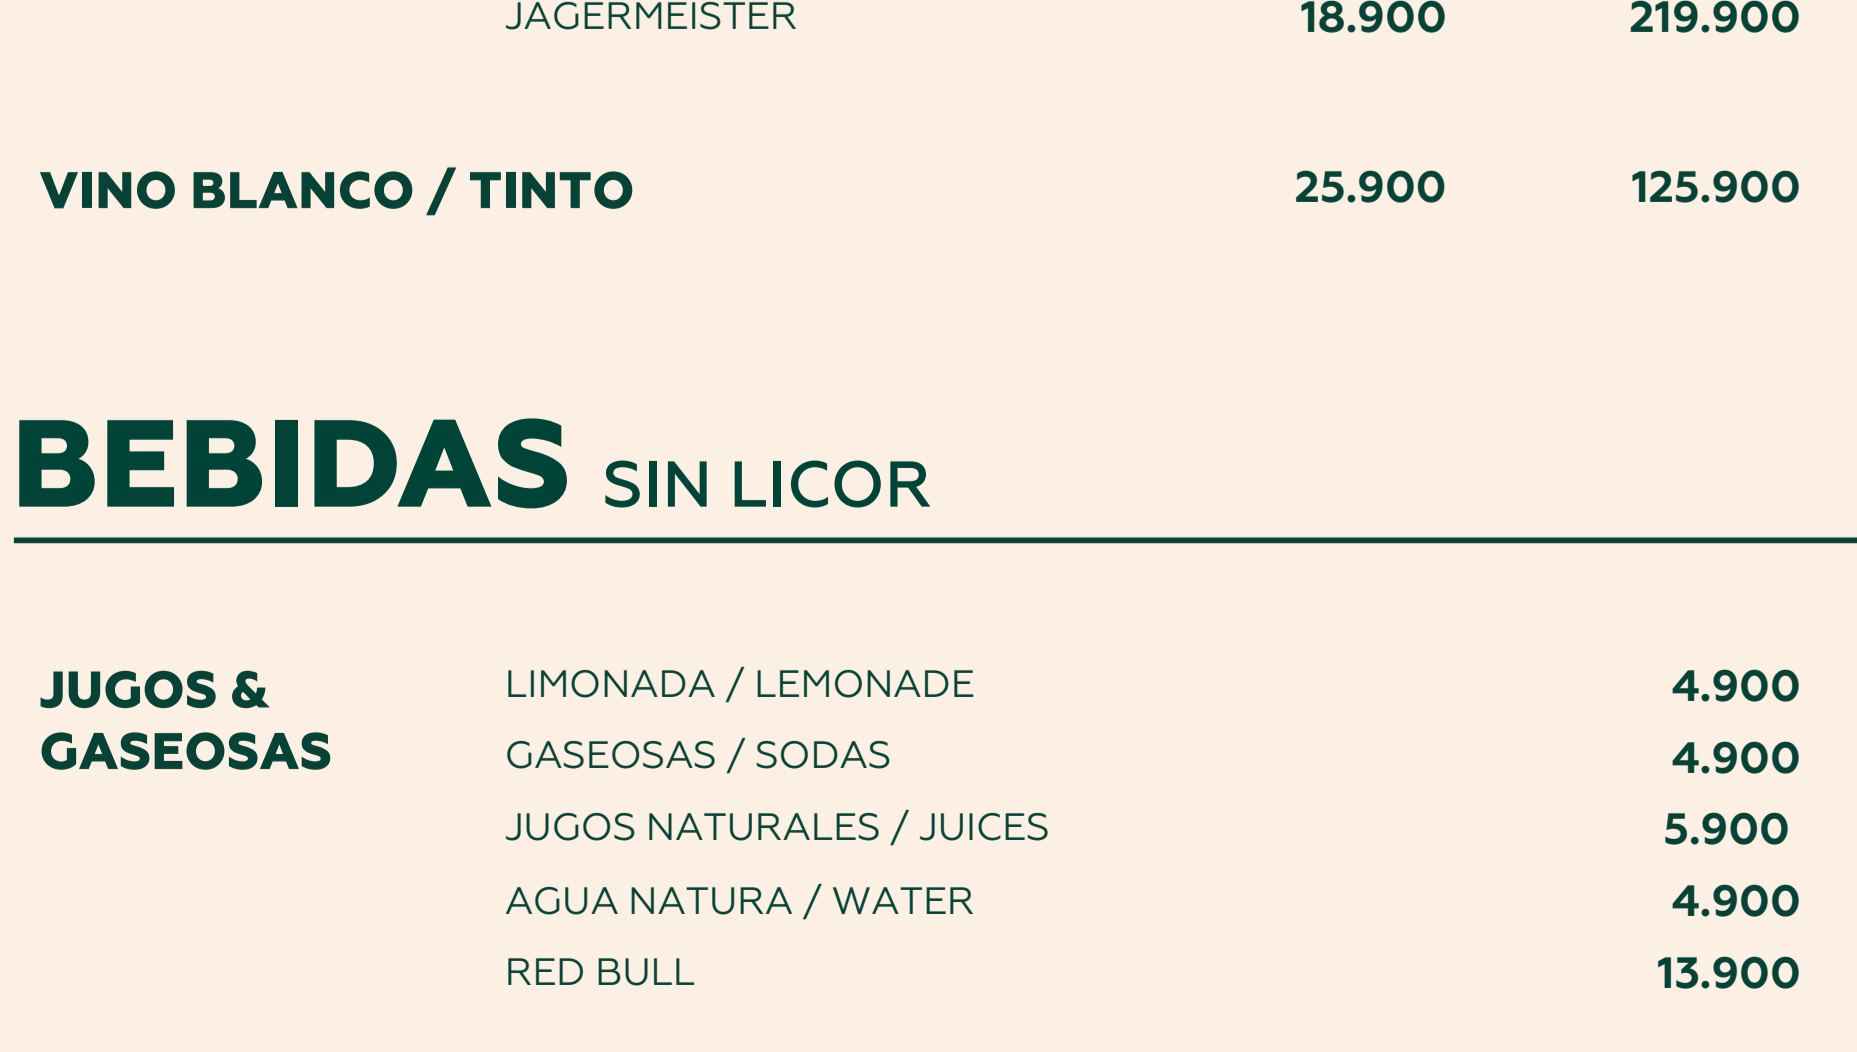 JAGERMEISTER 18.900 219.900
VINO BLANCO / TINTO 25.900 125.900
BEBIDAS SIN LICOR
JUGOS & GASEOSAS
LIMONADA / LEMONADE 4.900
GASEOSAS / SODAS 4.900
JUGOS NATURALES / JUICES 5.900
AGUA NATURA / WATER 4.900
RED BULL 13.900